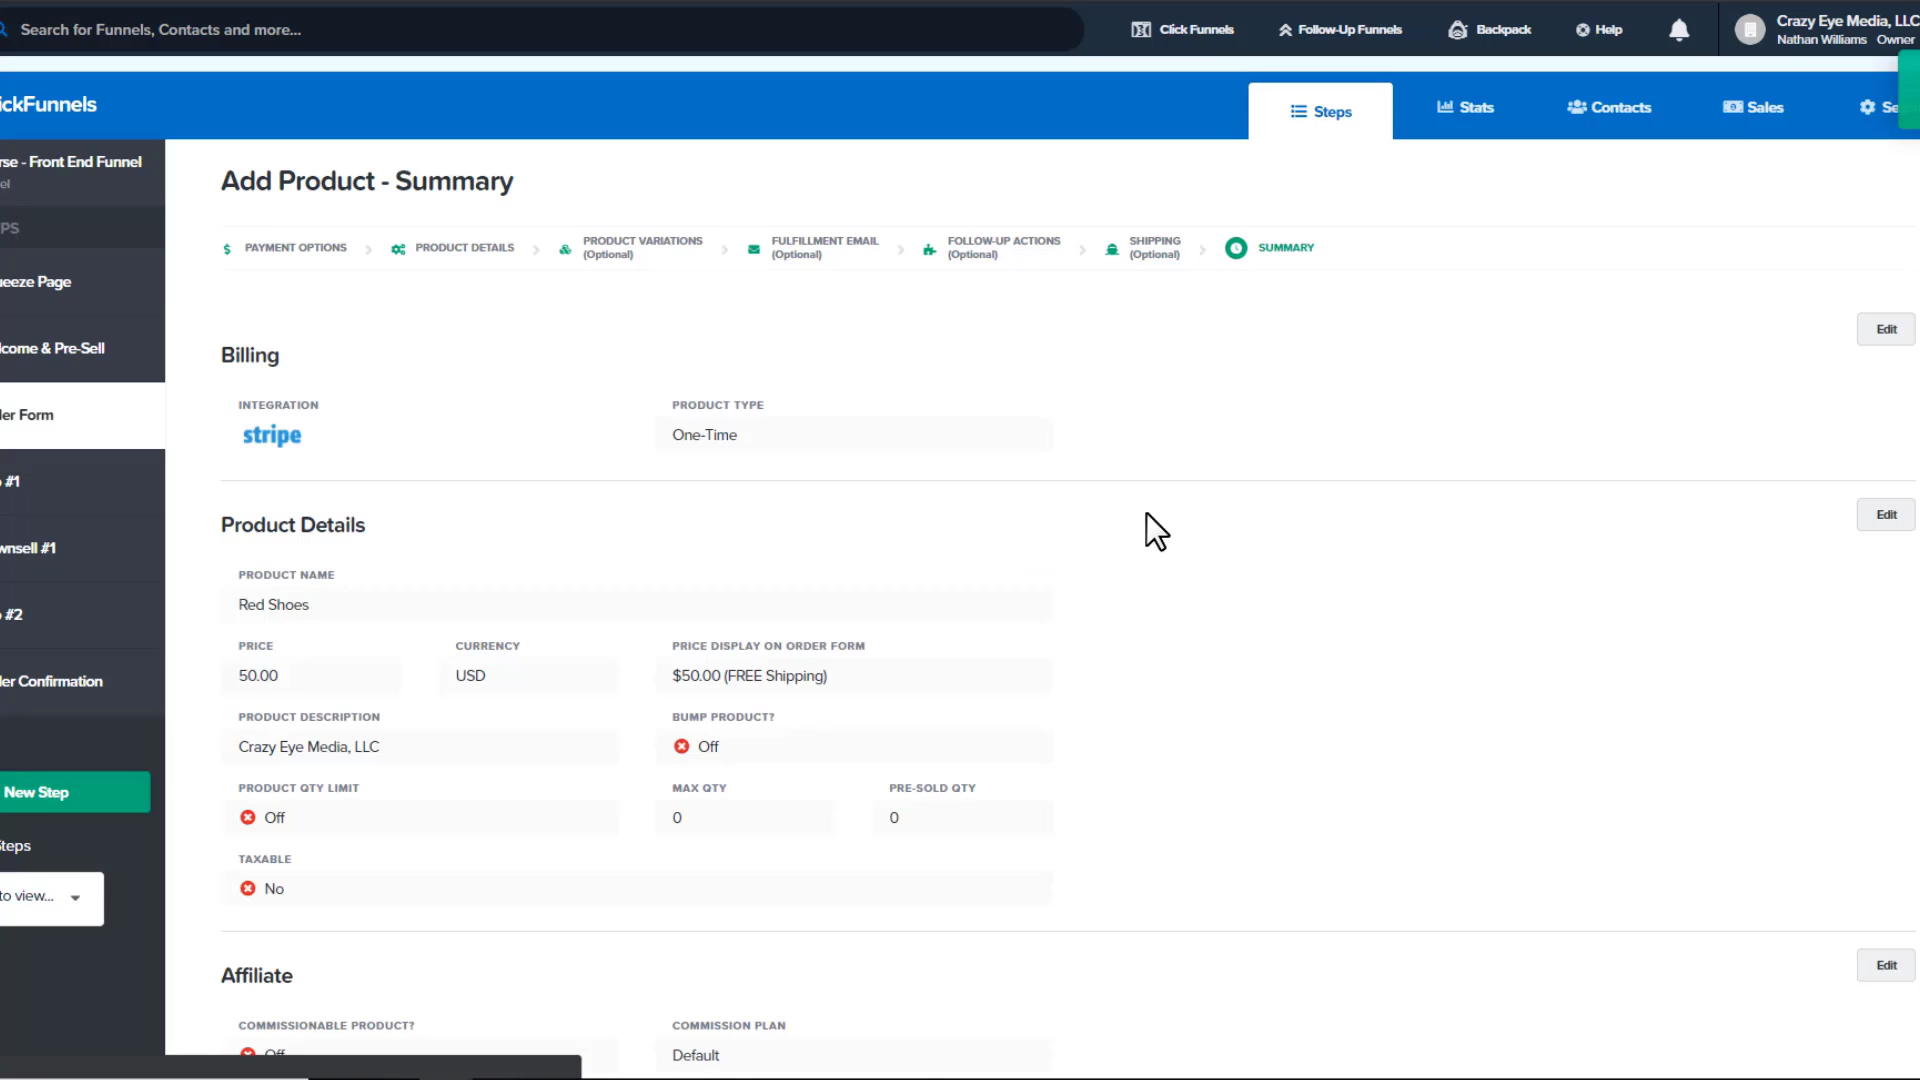 Search for Funnels, Contacts and more...
Click Funnels
Follow-Up Funnels
Backpack
Help
Crazy Eye Media, LLC
Nathan Williams Owner
ickFunnels
Steps
Stats
Contacts
Sales
Se
rse - Front End Funnel
el
PS
ueeze Page
lcome & Pre-Sell
ler Form
o #1
wnsell #1
o #2
ler Confirmation
New Step
Steps
to view...
Add Product - Summary
PAYMENT OPTIONS
PRODUCT DETAILS
PRODUCT VARIATIONS
(Optional)
FULFILLMENT EMAIL
(Optional)
FOLLOW-UP ACTIONS
(Optional)
SHIPPING
(Optional)
SUMMARY
Edit
Billing
INTEGRATION
stripe
PRODUCT TYPE
One-Time
Edit
Product Details
PRODUCT NAME
Red Shoes
PRICE
50.00
CURRENCY
USD
PRICE DISPLAY ON ORDER FORM
$50.00 (FREE Shipping)
PRODUCT DESCRIPTION
Crazy Eye Media, LLC
BUMP PRODUCT?
Off
PRODUCT QTY LIMIT
Off
MAX QTY
0
PRE-SOLD QTY
0
TAXABLE
No
Edit
Affiliate
COMMISSIONABLE PRODUCT?
Off
COMMISSION PLAN
Default